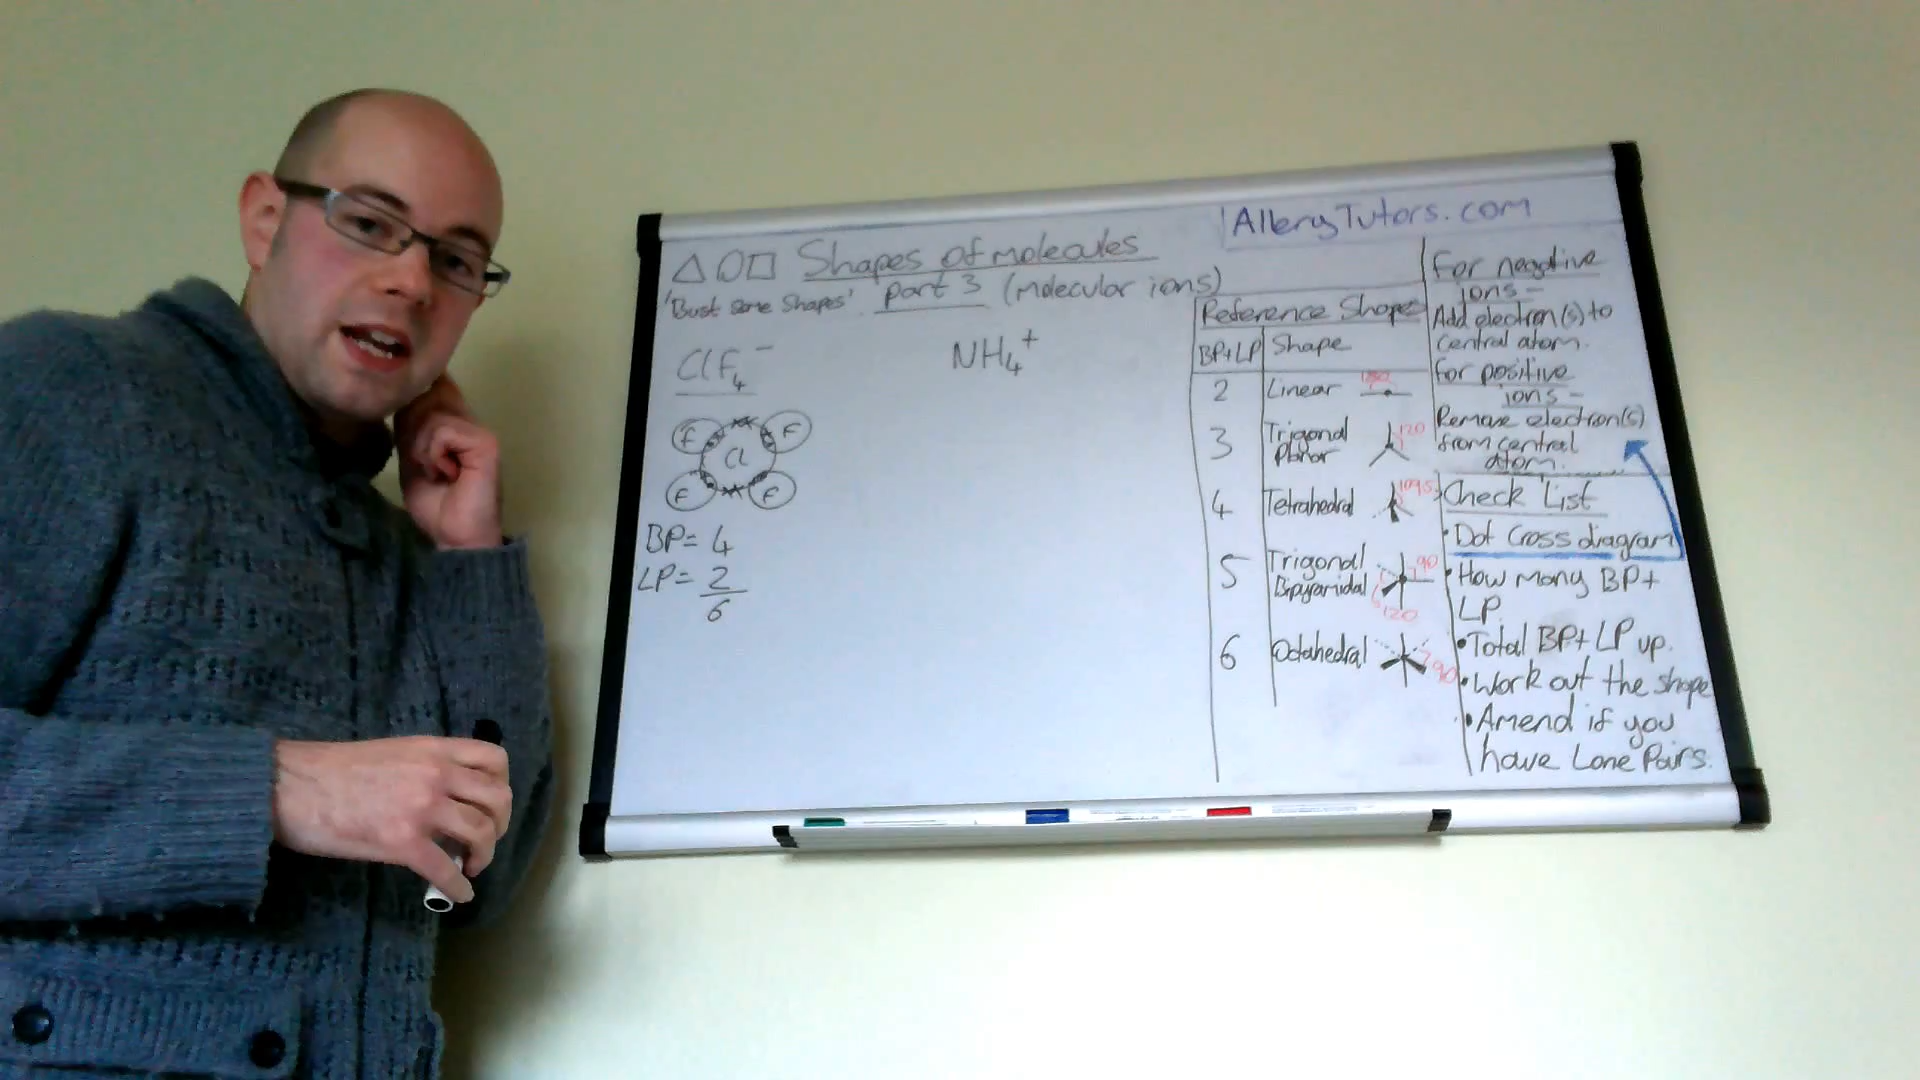 AlleryTutors.com
Shapes of molecules
'Bust some Shapes' part 3 (molecular ions)
ClF4 -
F F
Cl
F F
BP= 4
LP= 2
6
NH4 +
Reference Shapes
BP+LP Shape
2 Linear 180
3 Trigonal Planar 120
4 Tetrahedral 109.5
5 Trigonal Bipyramidal 90
120
6 Octahedral 90
For negative
ions -
Add electron(s) to
central atom.
For positive
ions -
Remove electron(s)
from central
atom.
Check List
• Dot Cross diagram
• How many BP+
LP.
• Total BP+LP up.
• Work out the shape
• Amend if you
have Lone Pairs.